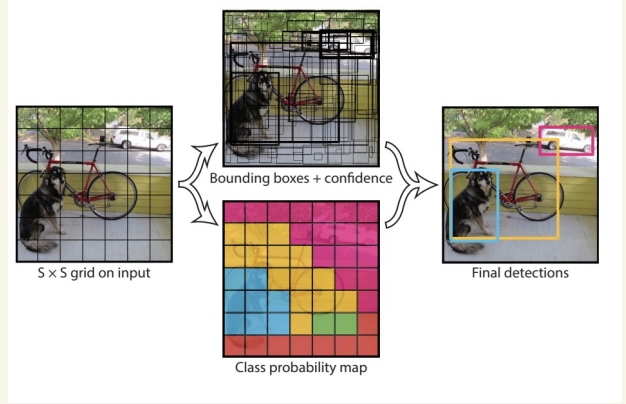 Bounding boxes + confidence
S × S grid on input
Final detections
Class probability map